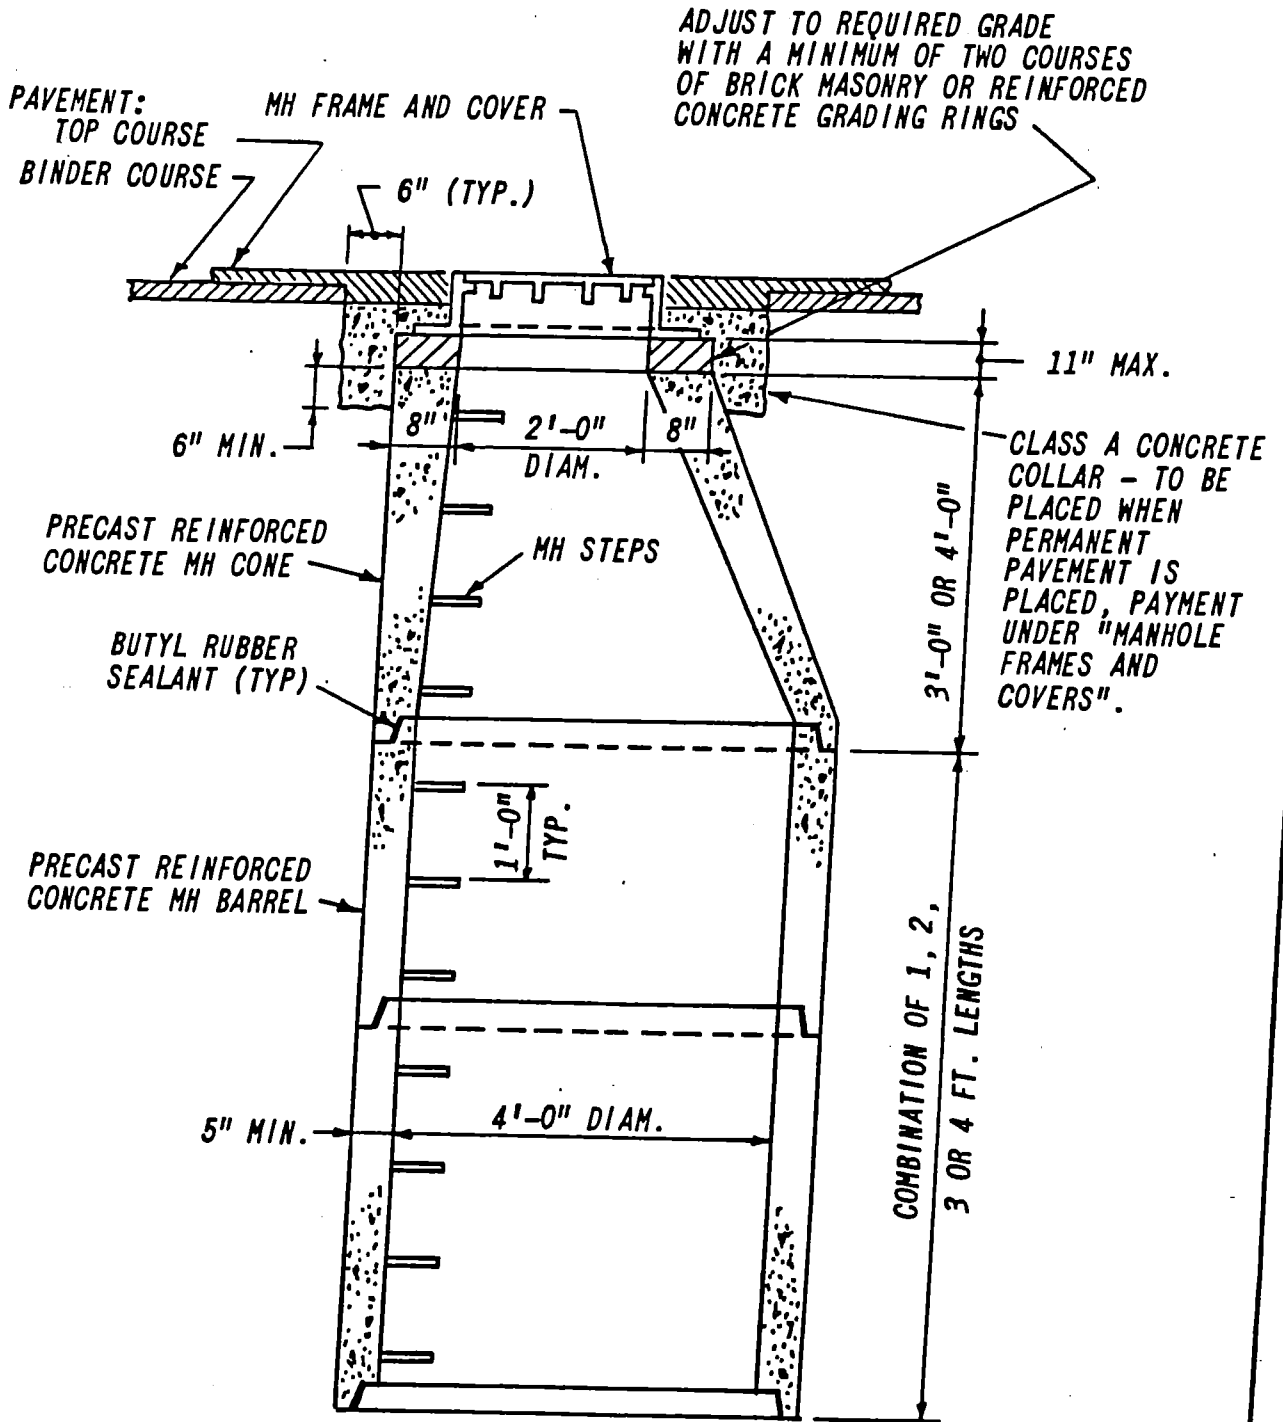 ADJUST TO REQUIRED GRADE
WITH A MINIMUM OF TWO COURSES
OF BRICK MASONRY OR REINFORCED
CONCRETE GRADING RINGS
PAVEMENT:
TOP COURSE
BINDER COURSE
MH FRAME AND COVER
6" (TYP.)
11" MAX.
6" MIN.
8"
2'-0"
DIAM.
8"
CLASS A CONCRETE
COLLAR - TO BE
PLACED WHEN
PERMANENT
PAVEMENT IS
PLACED, PAYMENT
UNDER "MANHOLE
FRAMES AND
COVERS".
PRECAST REINFORCED
CONCRETE MH CONE
MH STEPS
3'-0" OR 4'-0"
BUTYL RUBBER
SEALANT (TYP)
1'-0"
TYP.
PRECAST REINFORCED
CONCRETE MH BARREL
COMBINATION OF 1, 2,
3 OR 4 FT. LENGTHS
5" MIN.
4'-0" DIAM.